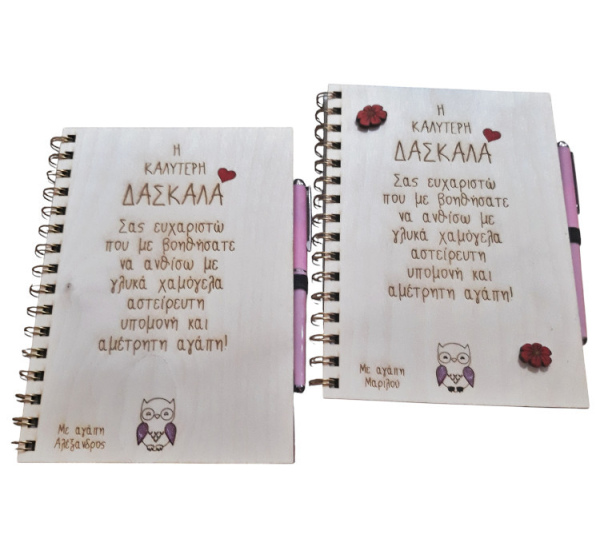 Η
ΚΑΛΥΤΕΡΗ
ΔΑΣΚΑΛΑ
Σας ευχαριστώ
που με βοηθήσατε
να ανθίσω με
γλυκά χαμόγελα
αστείρευτη
υπομονή και
αμέτρητη αγάπη!
Με αγάπη
Αλέξανδρος
Η
ΚΑΛΥΤΕΡΗ
ΔΑΣΚΑΛΑ
Σας ευχαριστώ
που με βοηθήσατε
να ανθίσω με
γλυκά χαμόγελα
αστείρευτη
υπομονή και
αμέτρητη αγάπη!
Με αγάπη
Μαριλού